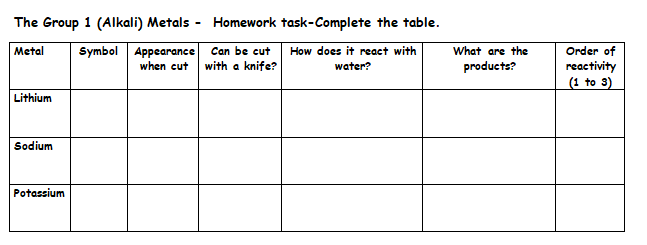 The Group 1 (Alkali) Metals - Homework task-Complete the table.
Metal Symbol Appearance when cut Can be cut with a knife? How does it react with water? What are the products? Order of reactivity (1 to 3)
Lithium
Sodium
Potassium